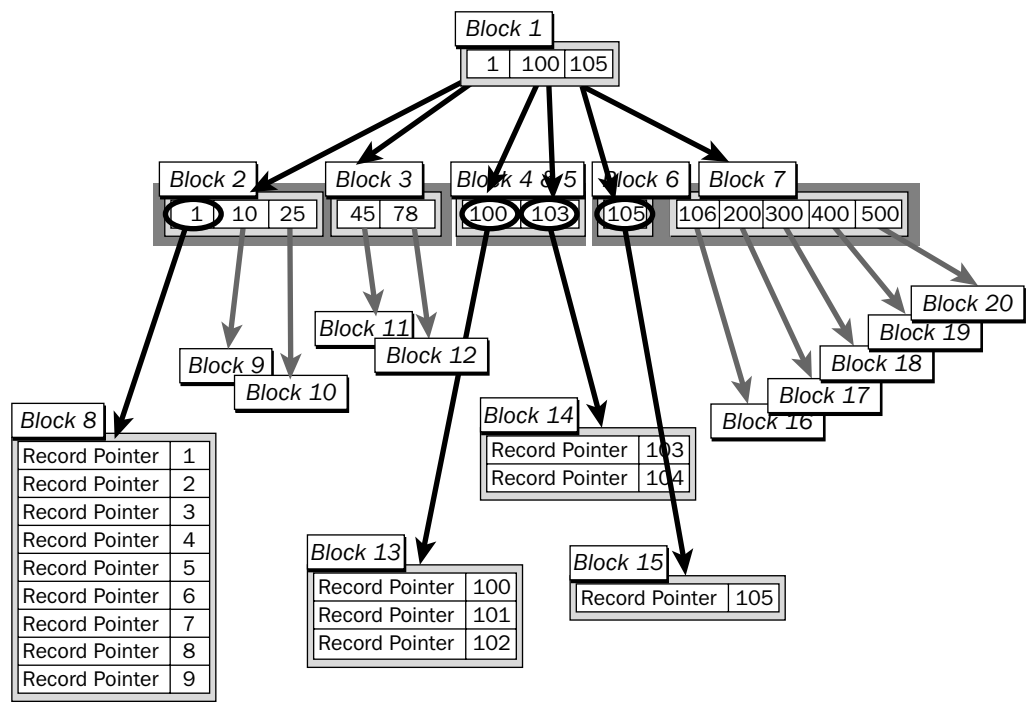 Block 1
1 100 105
Block 2 Block 3 Block 4 & 5 Block 6 Block 7
1 10 25 45 78 100 103 105 106 200 300 400 500
Block 20
Block 11 Block 19
Block 12
Block 9 Block 18
Block 10 Block 17
Block 8 Block 14 Block 16
Record Pointer 1
Record Pointer 2
Record Pointer 3
Record Pointer 4
Record Pointer 5
Record Pointer 6
Record Pointer 7
Record Pointer 8
Record Pointer 9
Record Pointer 103
Record Pointer 104
Block 13
Record Pointer 100
Record Pointer 101
Record Pointer 102
Block 15
Record Pointer 105